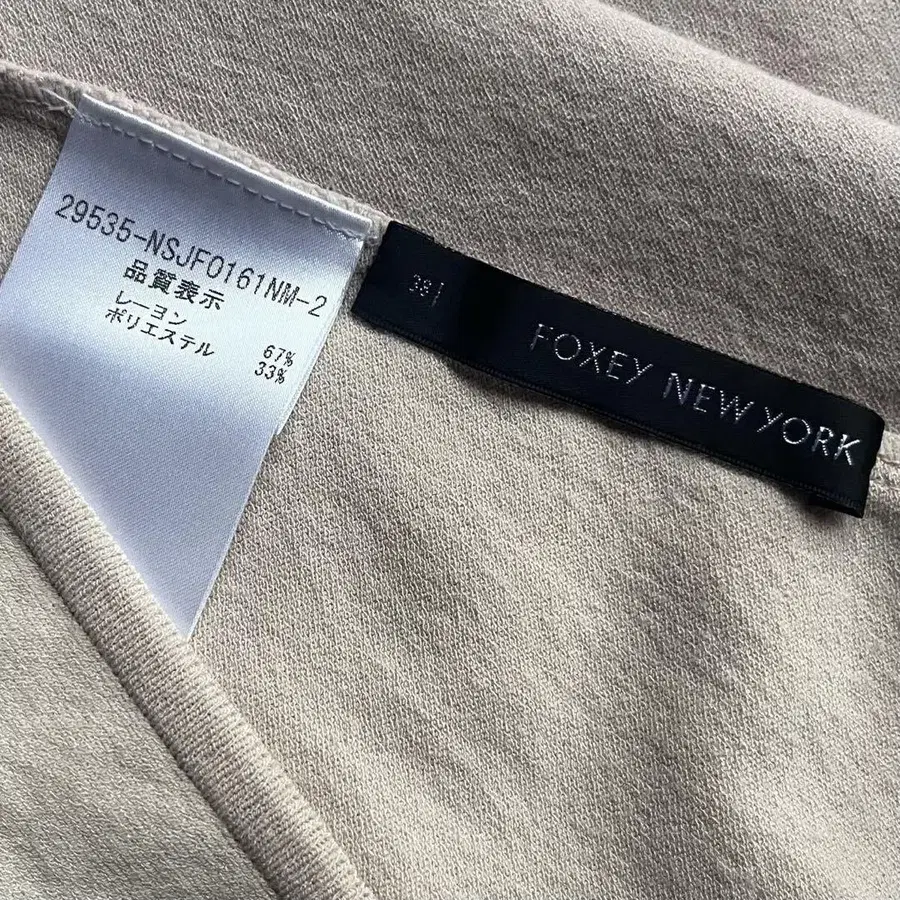 29535-NSJF0161NM-2
品質表示
レーヨン 67%
ポリエステル 33%
38
FOXEY NEW YORK